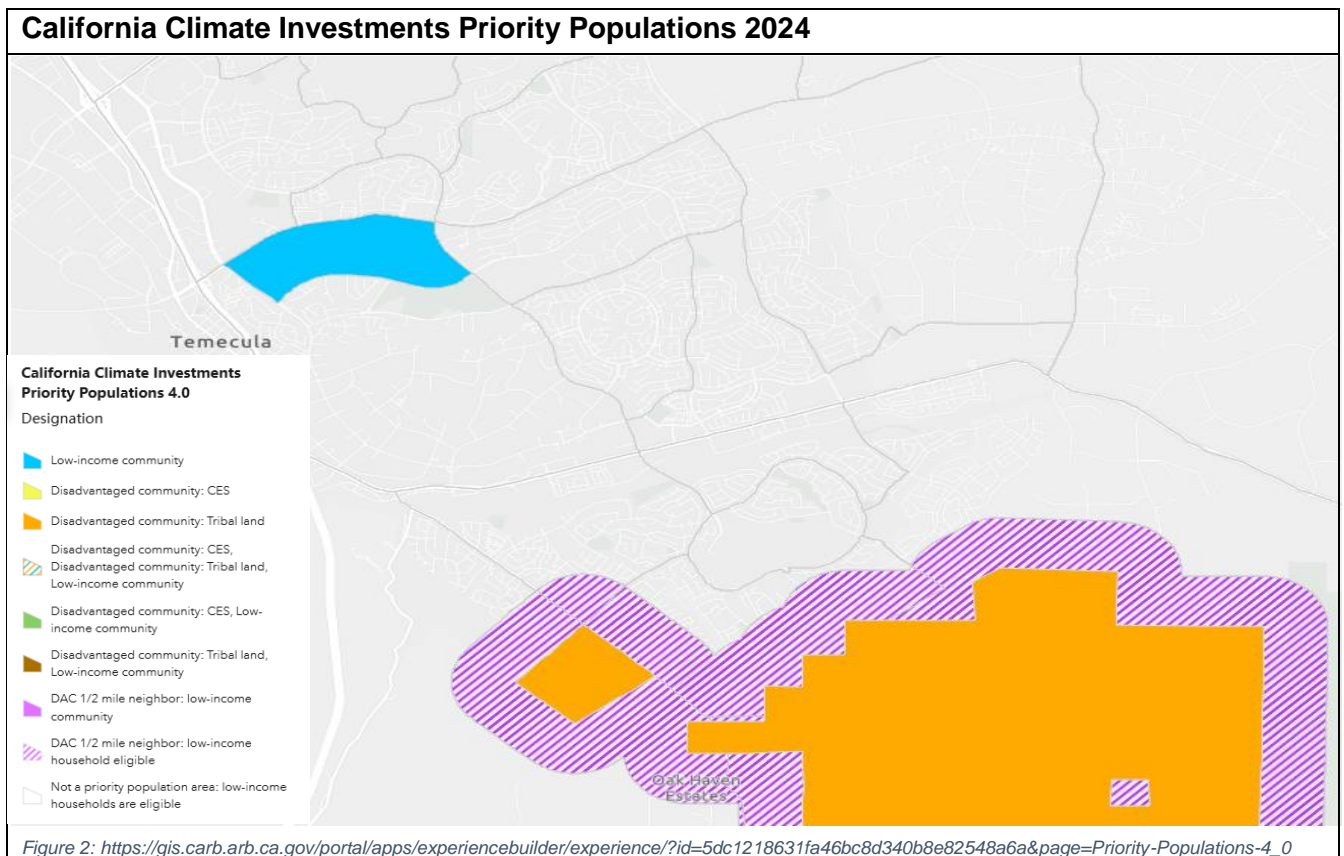 California Climate Investments Priority Populations 2024
Temecula
California Climate Investments
Priority Populations 4.0
Designation
Low-income community
Disadvantaged community: CES
Disadvantaged community: Tribal land
Disadvantaged community: CES,
Disadvantaged community: Tribal land,
Low-income community
Disadvantaged community: CES, Low-
income community
Disadvantaged community: Tribal land,
Low-income community
DAC 1/2 mile neighbor: low-income
community
DAC 1/2 mile neighbor: low-income
household eligible
Not a priority population area: low-income
households are eligible
Oak Haven
Estates
Figure 2: https://gis.carb.arb.ca.gov/portal/apps/experiencebuilder/experience/?id=5dc1218631fa46bc8d340b8e82548a6a&page=Priority-Populations-4_0